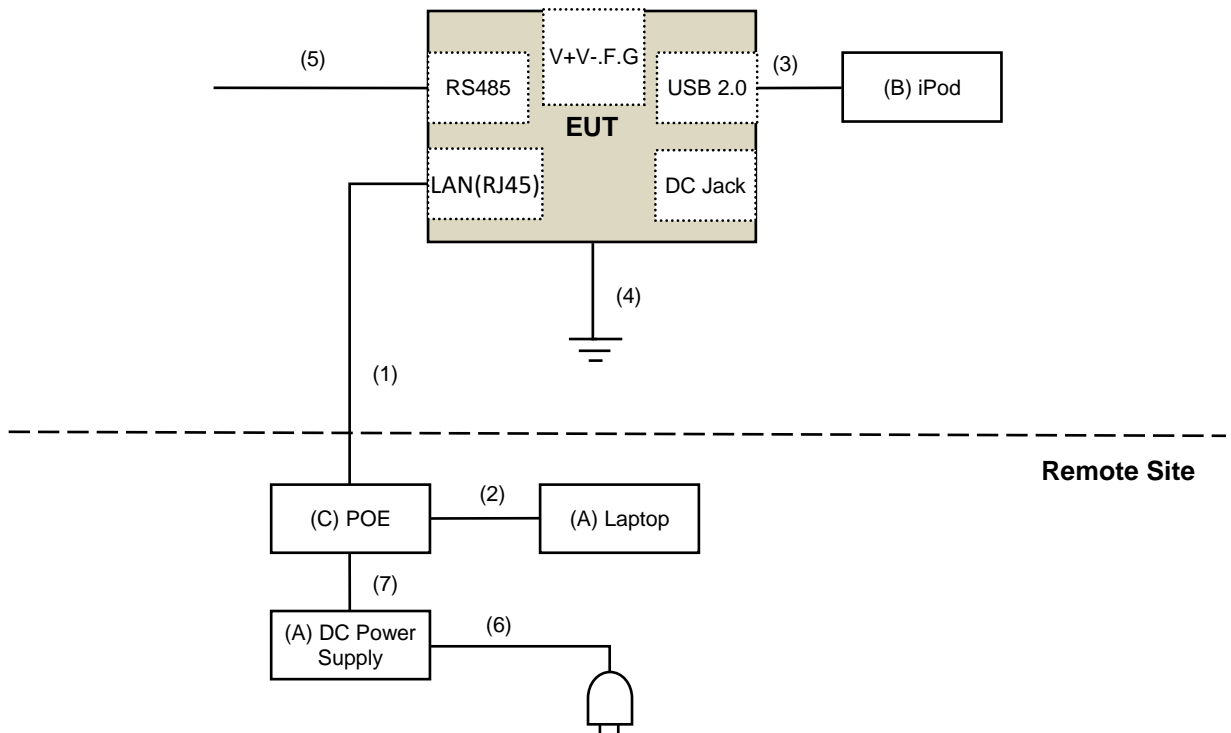 V+V-.F.G
(5)
RS485
USB 2.0
(3)
(B) iPod
EUT
LAN(RJ45)
DC Jack
(4)
(1)
Remote Site
(C) POE
(2)
(A) Laptop
(7)
(A) DC Power
Supply
(6)